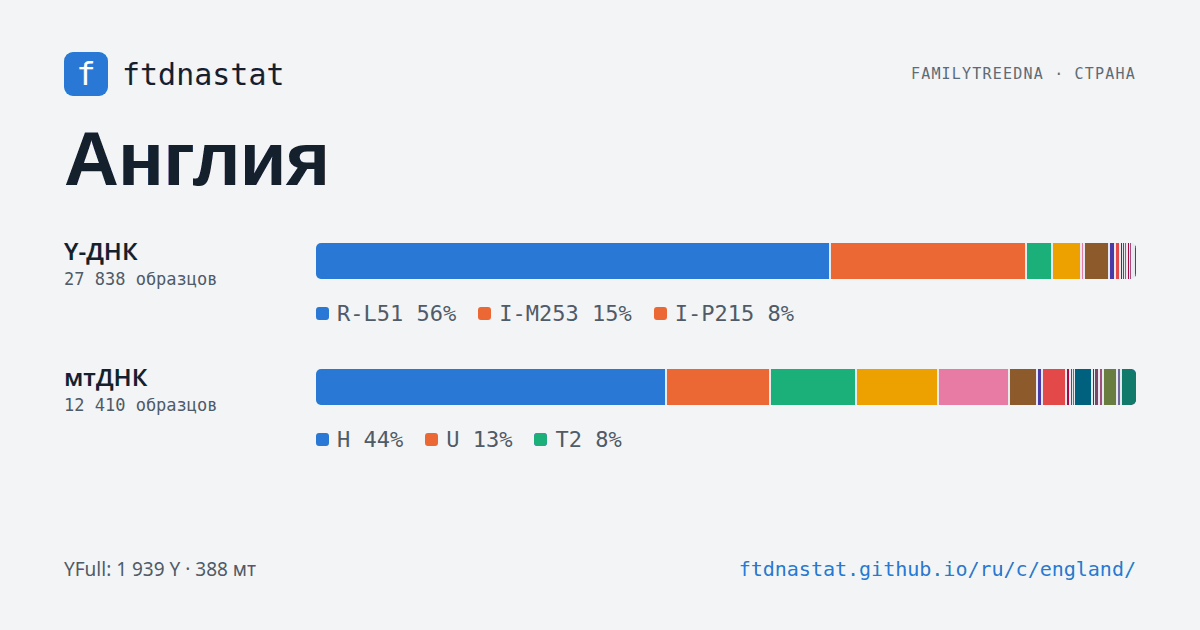 f ftdnastat
FAMILYTREEDNA · СТРАНА
Англия
Y-ДНК
27 838 образцов
R-L51 56% I-M253 15% I-P215 8%
мтДНК
12 410 образцов
H 44% U 13% T2 8%
YFull: 1 939 Y · 388 мт
ftdnastat.github.io/ru/c/england/